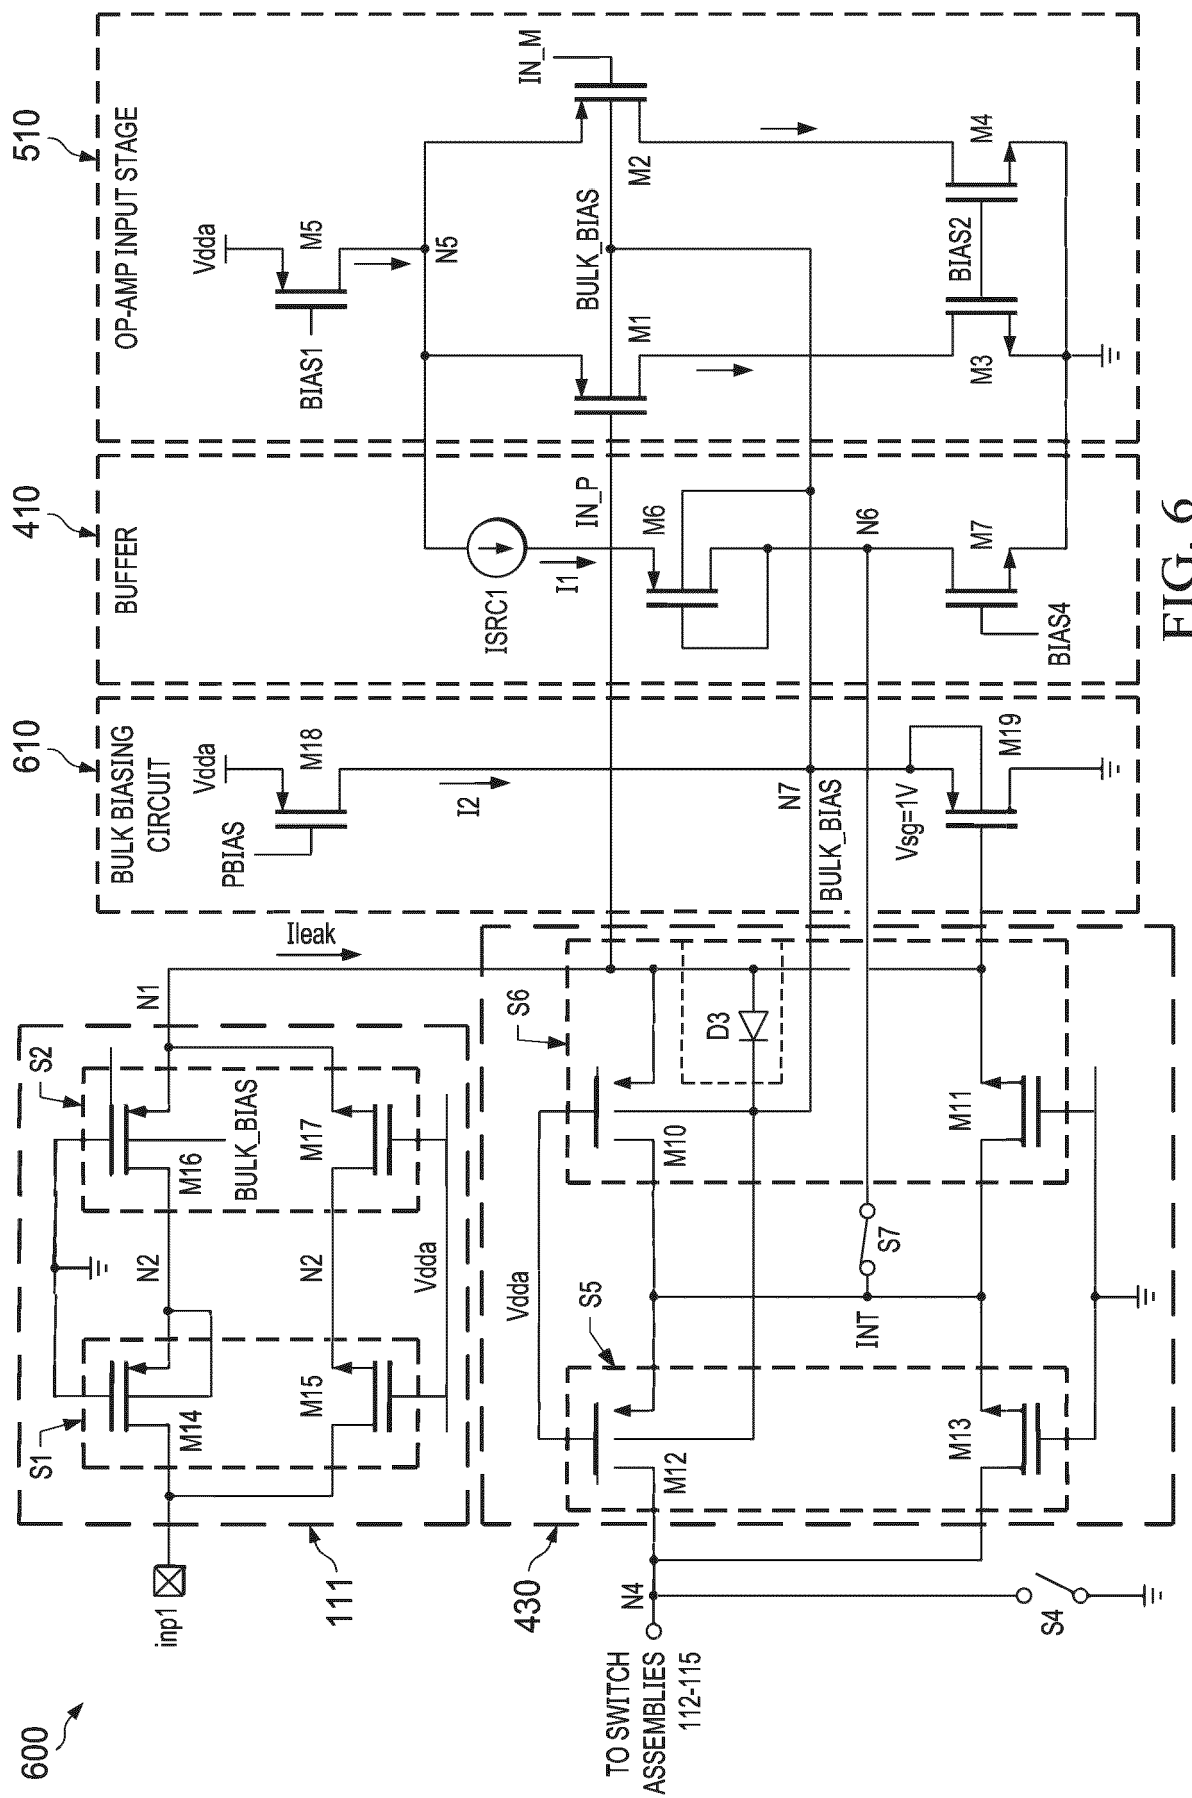 600
inp1
111
S1
M14
M15
N2
N2
S2
M16
BULK_BIAS
M17
Vdda
N1
Ileak
TO SWITCH
ASSEMBLIES
112-115
N4
430
S4
M12
M13
S5
Vdda
INT
S7
M10
M11
S6
D3
610
BULK BIASING
CIRCUIT
Vdda
PBIAS
M18
I2
N7
BULK_BIAS
Vsg=1V
M19
410
BUFFER
ISRC1
I1
IN_P
M6
N6
M7
BIAS4
510
OP-AMP INPUT STAGE
Vdda
BIAS1
M5
N5
M1
BULK_BIAS
M2
IN_M
M3
BIAS2
M4
FIG. 6